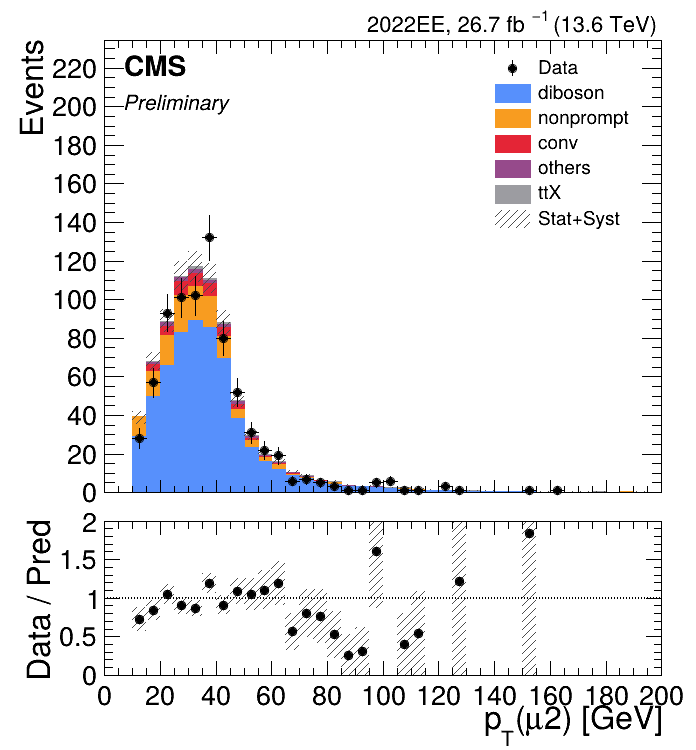 2022EE, 26.7 fb⁻¹ (13.6 TeV)
CMS
Preliminary
Events
220
200
180
160
140
120
100
80
60
40
20
0
Data
diboson
nonprompt
conv
others
ttX
Stat+Syst
Data / Pred
2
1.5
1
0.5
0
0 20 40 60 80 100 120 140 160 180 200
p_T(μ2) [GeV]